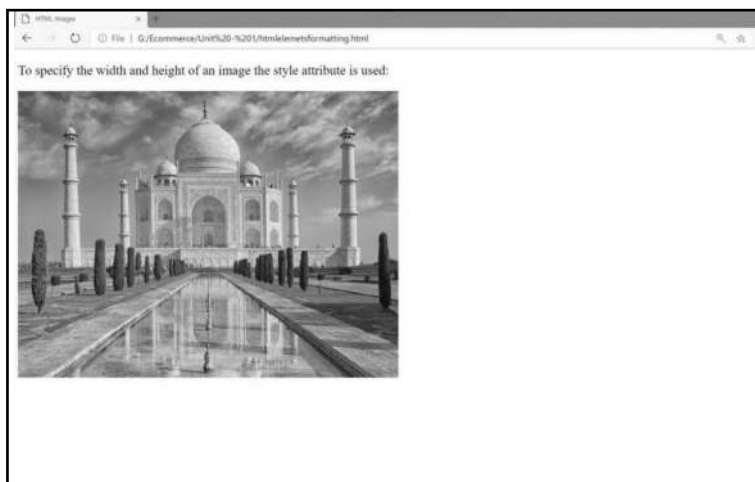 HTML Images
File | G:/Ecommerce/Unit%20-%201/htmlelemetsformatting.html
To specify the width and height of an image the style attribute is used: